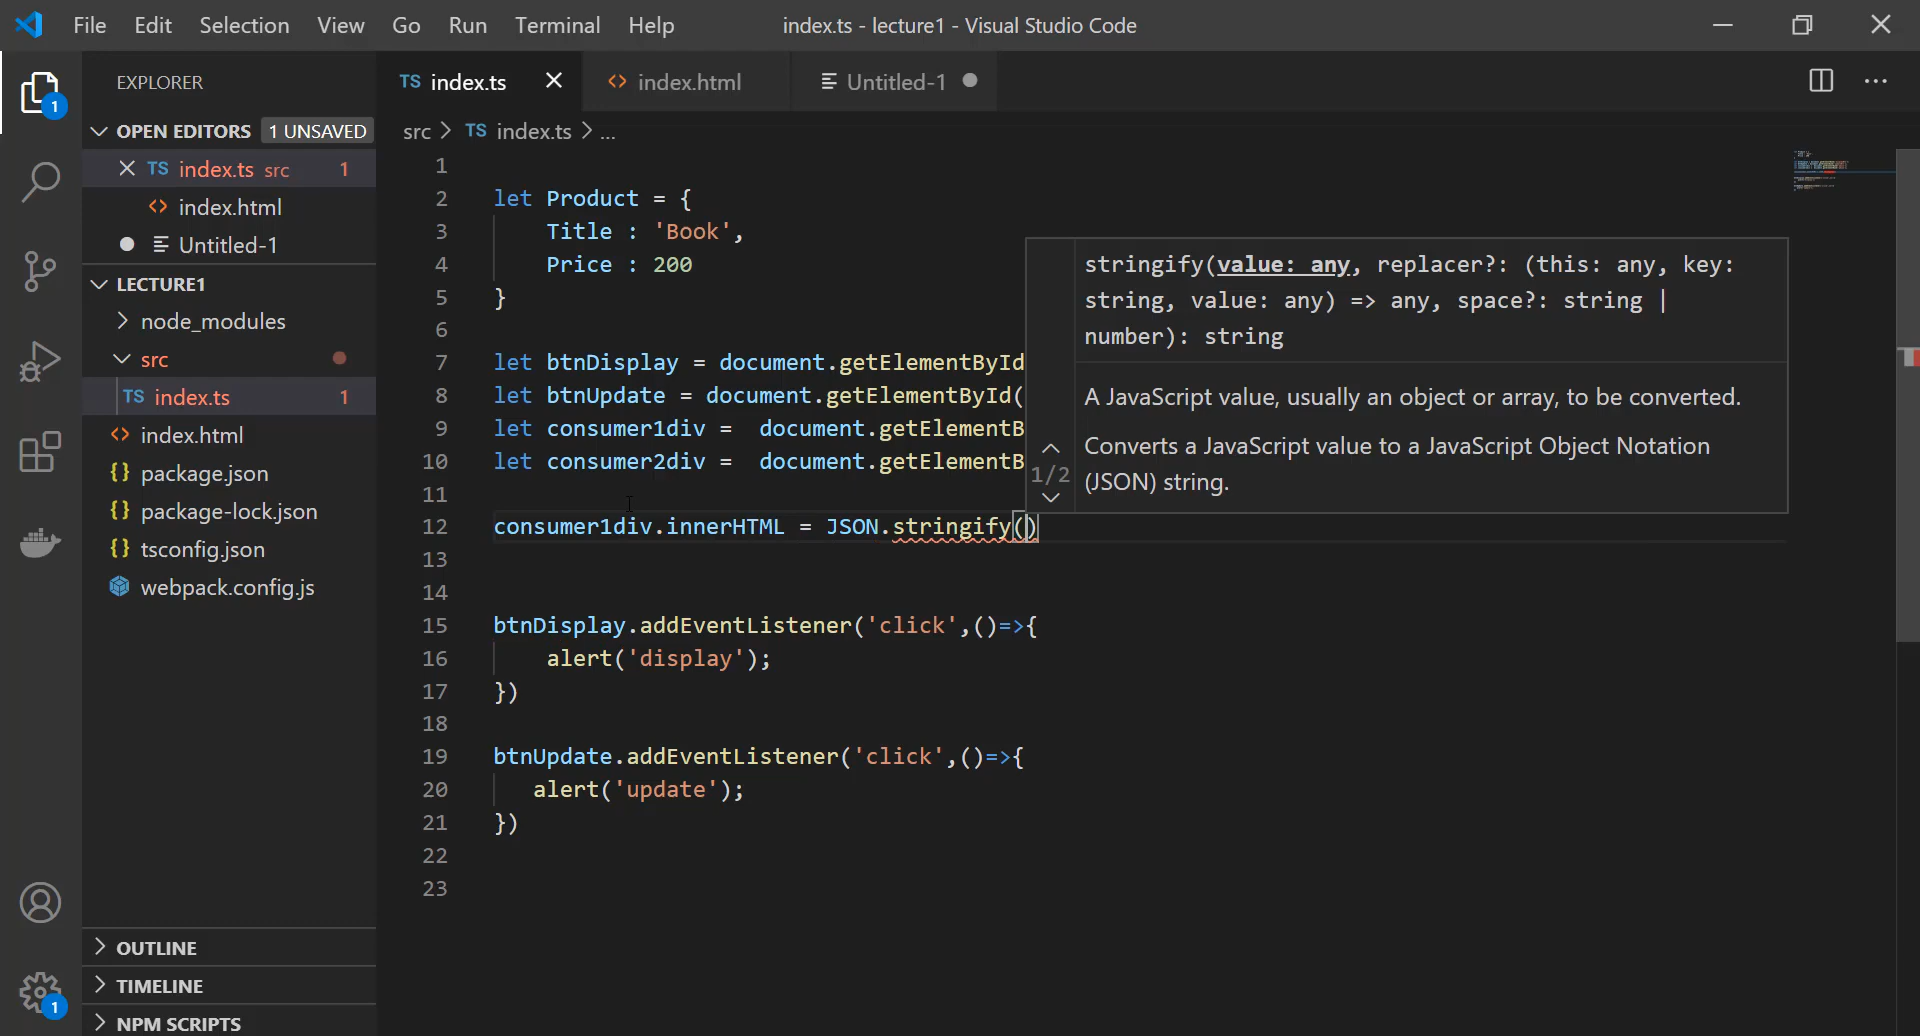 File Edit Selection View Go Run Terminal Help
index.ts - lecture1 - Visual Studio Code
EXPLORER
OPEN EDITORS 1 UNSAVED
TS index.ts src 1
index.html
Untitled-1
LECTURE1
node_modules
src
TS index.ts 1
index.html
package.json
package-lock.json
tsconfig.json
webpack.config.js
OUTLINE
TIMELINE
NPM SCRIPTS
1
1
TS index.ts
index.html
Untitled-1
src > TS index.ts > ...
1
2 let Product = {
3 Title : 'Book',
4 Price : 200
5 }
6
7 let btnDisplay = document.getElementById
8 let btnUpdate = document.getElementById(
9 let consumer1div =  document.getElementB
10 let consumer2div =  document.getElementB
11
12 consumer1div.innerHTML = JSON.stringify()
13
14
15 btnDisplay.addEventListener('click',()=>{
16 alert('display');
17 })
18
19 btnUpdate.addEventListener('click',()=>{
20 alert('update');
21 })
22
23
1/2
stringify(value: any, replacer?: (this: any, key:
string, value: any) => any, space?: string |
number): string
A JavaScript value, usually an object or array, to be converted.
Converts a JavaScript value to a JavaScript Object Notation
(JSON) string.